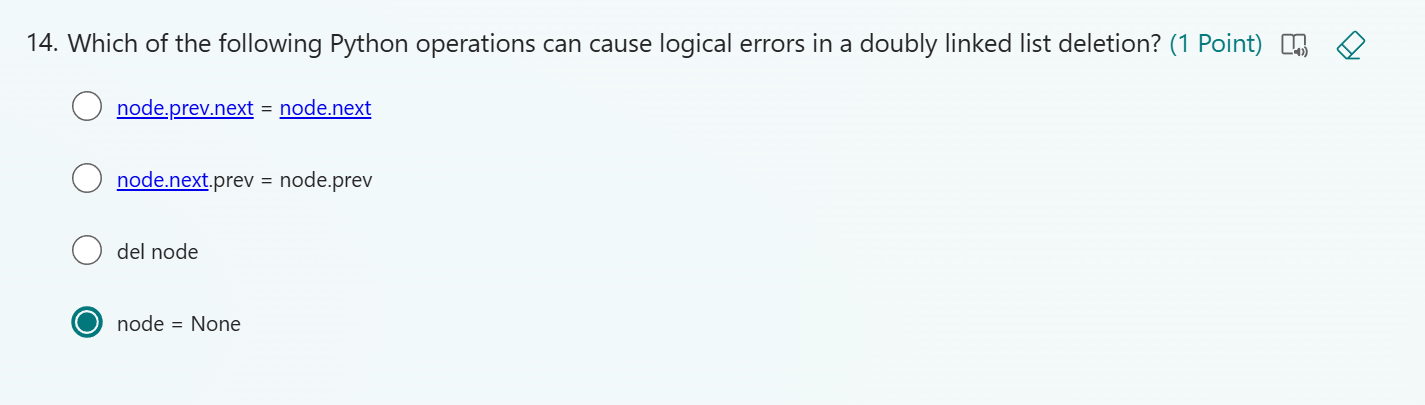 14. Which of the following Python operations can cause logical errors in a doubly linked list deletion? (1 Point)
node.prev.next = node.next
node.next.prev = node.prev
del node
node = None